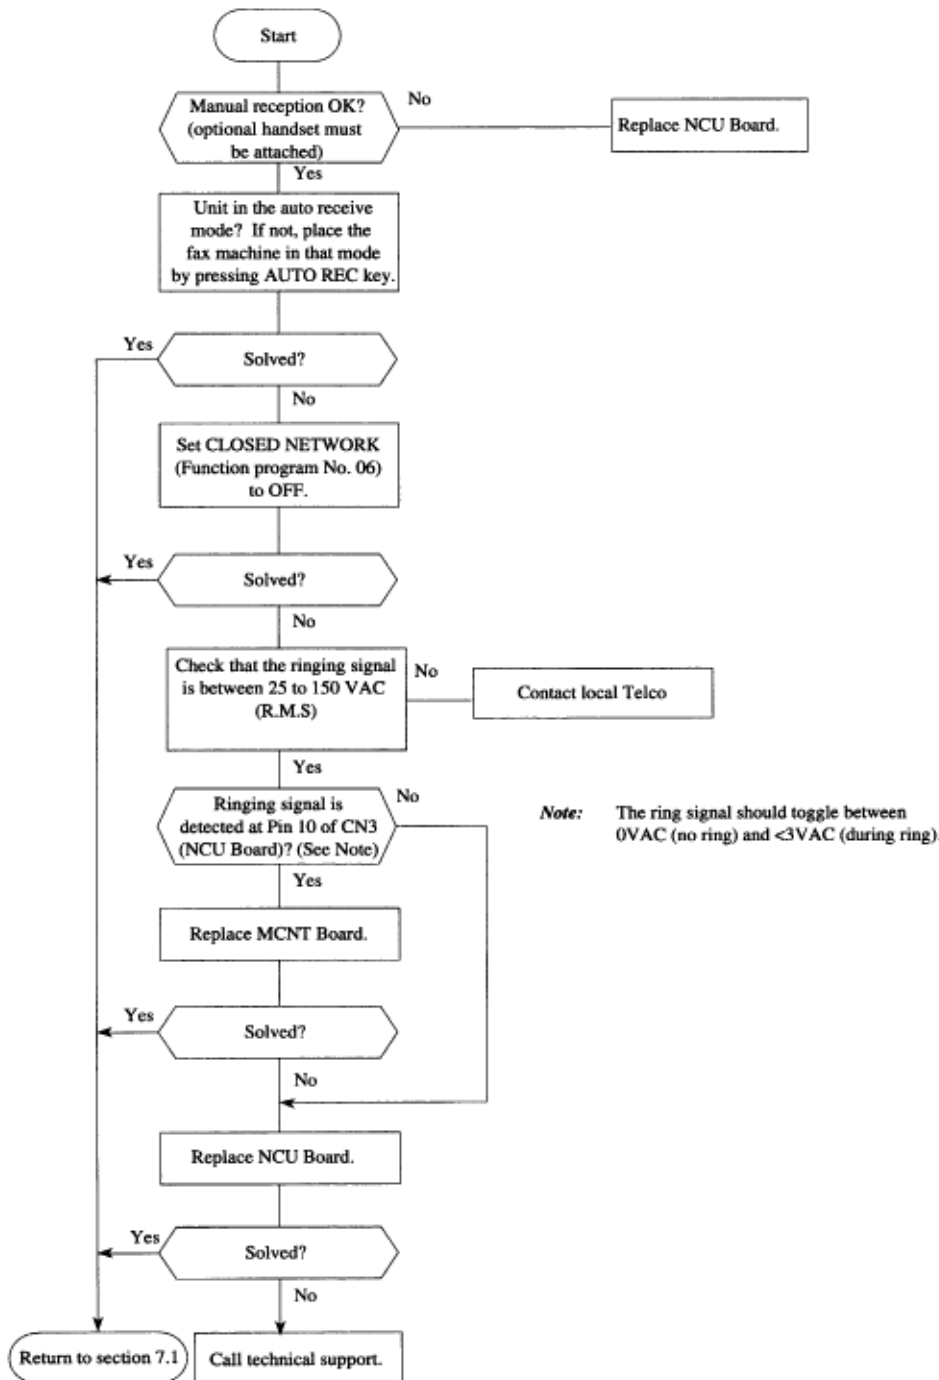 Start
Manual reception OK?
(optional handset must
be attached)
No
Replace NCU Board.
Yes
Unit in the auto receive
mode? If not, place the
fax machine in that mode
by pressing AUTO REC key.
Yes
Solved?
No
Set CLOSED NETWORK
(Function program No. 06)
to OFF.
Yes
Solved?
No
Check that the ringing signal
is between 25 to 150 VAC
(R.M.S)
No
Contact local Telco
Yes
Ringing signal is
detected at Pin 10 of CN3
(NCU Board)? (See Note)
No
Note: The ring signal should toggle between
0VAC (no ring) and <3VAC (during ring).
Yes
Replace MCNT Board.
Yes
Solved?
No
Replace NCU Board.
Yes
Solved?
No
Return to section 7.1
Call technical support.